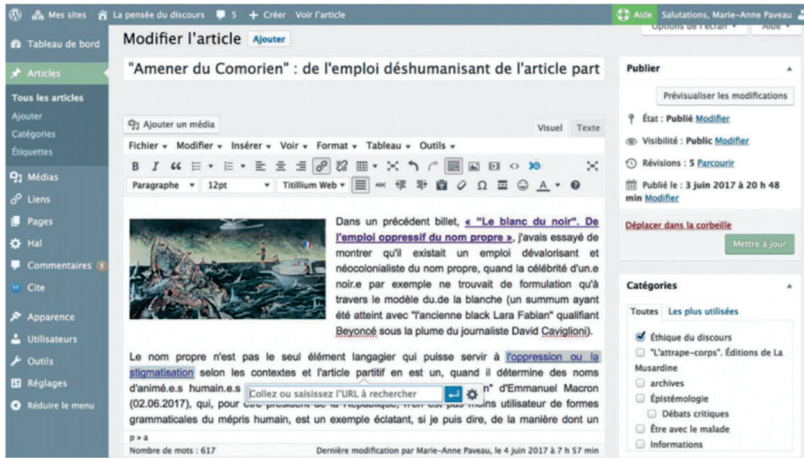 Mes sites La pensée du discours 5 + Créer Voir l'article Aide Salutations, Marie-Anne Paveau
Tableau de bord
Articles
Tous les articles
Ajouter
Catégories
Étiquettes
Médias
Liens
Pages
Hal
Commentaires
Cite
Apparence
Utilisateurs
Outils
Réglages
Réduire le menu
Modifier l'article Ajouter
Options de l'écran Aide
"Amener du Comorien" : de l'emploi déshumanisant de l'article part
Ajouter un média
Visuel Texte
Fichier Modifier Insérer Voir Format Tableau Outils
B I
Paragraphe 12pt Titillium Web
Dans un précédent billet, « "Le blanc du noir". De
l'emploi oppressif du nom propre », j'avais essayé de
montrer qu'il existait un emploi dévalorisant et
néocolonialiste du nom propre, quand la célébrité d'un.e
noir.e par exemple ne trouvait de formulation qu'à
travers le modèle du.de la blanche (un summum ayant
été atteint avec "l'ancienne black Lara Fabian" qualifiant
Beyoncé sous la plume du journaliste David Caviglioni).
Le nom propre n'est pas le seul élément langagier qui puisse servir à l'oppression ou la
stigmatisation selon les contextes et l'article partitif en est un, quand il détermine des noms
d'animé.e.s humain.e.s Collez ou saisissez l'URL à rechercher n" d'Emmanuel Macron
(02.06.2017), qui, pour être président de la République, n'en est pas moins utilisateur de formes
grammaticales du mépris humain, est un exemple éclatant, si je puis dire, de la manière dont un
p » a
Nombre de mots : 617 Dernière modification par Marie-Anne Paveau, le 4 juin 2017 à 7 h 57 min
Publier
Prévisualiser les modifications
État : Publié Modifier
Visibilité : Public Modifier
Révisions : 5 Parcourir
Publié le : 3 juin 2017 à 20 h 48
min Modifier
Déplacer dans la corbeille
Mettre à jour
Catégories
Toutes Les plus utilisées
Éthique du discours
"L'attrape-corps". Éditions de La
Musardine
archives
Épistémologie
Débats critiques
Être avec le malade
Informations